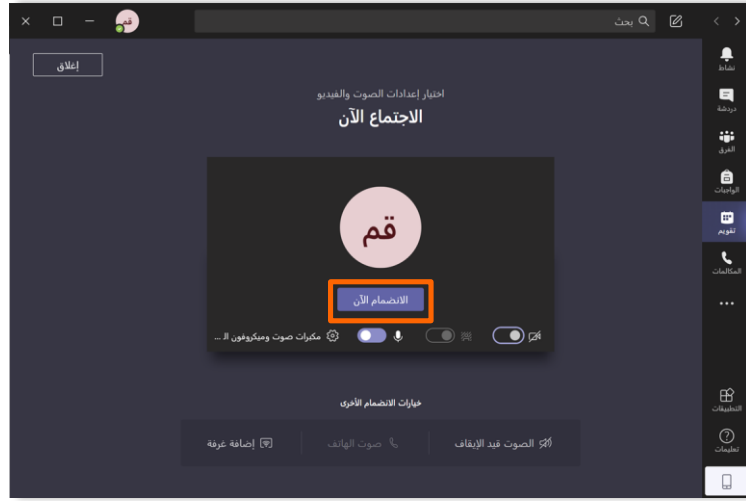 قم
بحث
إغلاق
نشاط
دردشة
الفرق
الواجبات
تقويم
المكالمات
التطبيقات
تعليمات
اختيار إعدادات الصوت والفيديو
الاجتماع الآن
قم
الانضمام الآن
مكبرات صوت وميكروفون الـ ...
خيارات الانضمام الأخرى
الصوت قيد الإيقاف
صوت الهاتف
إضافة غرفة